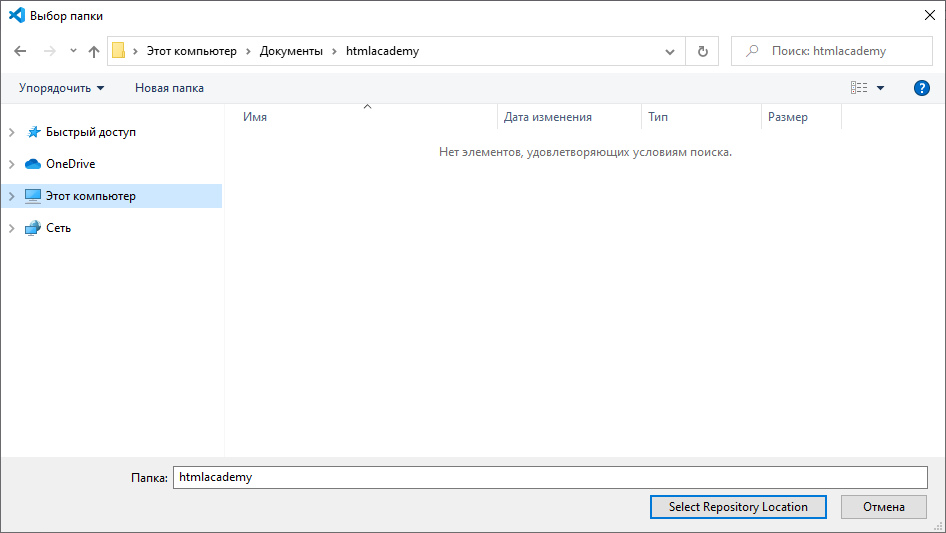 Выбор папки
Этот компьютер > Документы > htmlacademy
Поиск: htmlacademy
Упорядочить
Новая папка
?
Имя
Дата изменения
Тип
Размер
Быстрый доступ
Нет элементов, удовлетворяющих условиям поиска.
OneDrive
Этот компьютер
Сеть
Папка: htmlacademy
Select Repository Location
Отмена